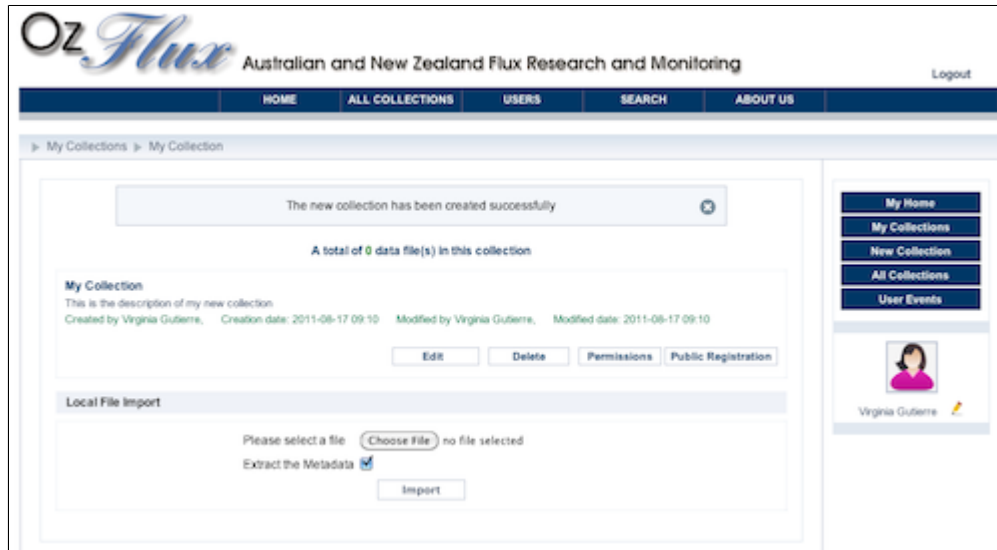 Oz Flux Australian and New Zealand Flux Research and Monitoring
Logout
HOME ALL COLLECTIONS USERS SEARCH ABOUT US
My Collections My Collection
The new collection has been created successfully
A total of 0 data file(s) in this collection
My Collection
This is the description of my new collection
Created by Virginia Gutierre, Creation date: 2011-08-17 09:10 Modified by Virginia Gutierre, Modified date: 2011-08-17 09:10
Edit Delete Permissions Public Registration
Local File Import
Please select a file Choose File no file selected
Extract the Metadata
Import
My Home
My Collections
New Collection
All Collections
User Events
Virginia Gutierre